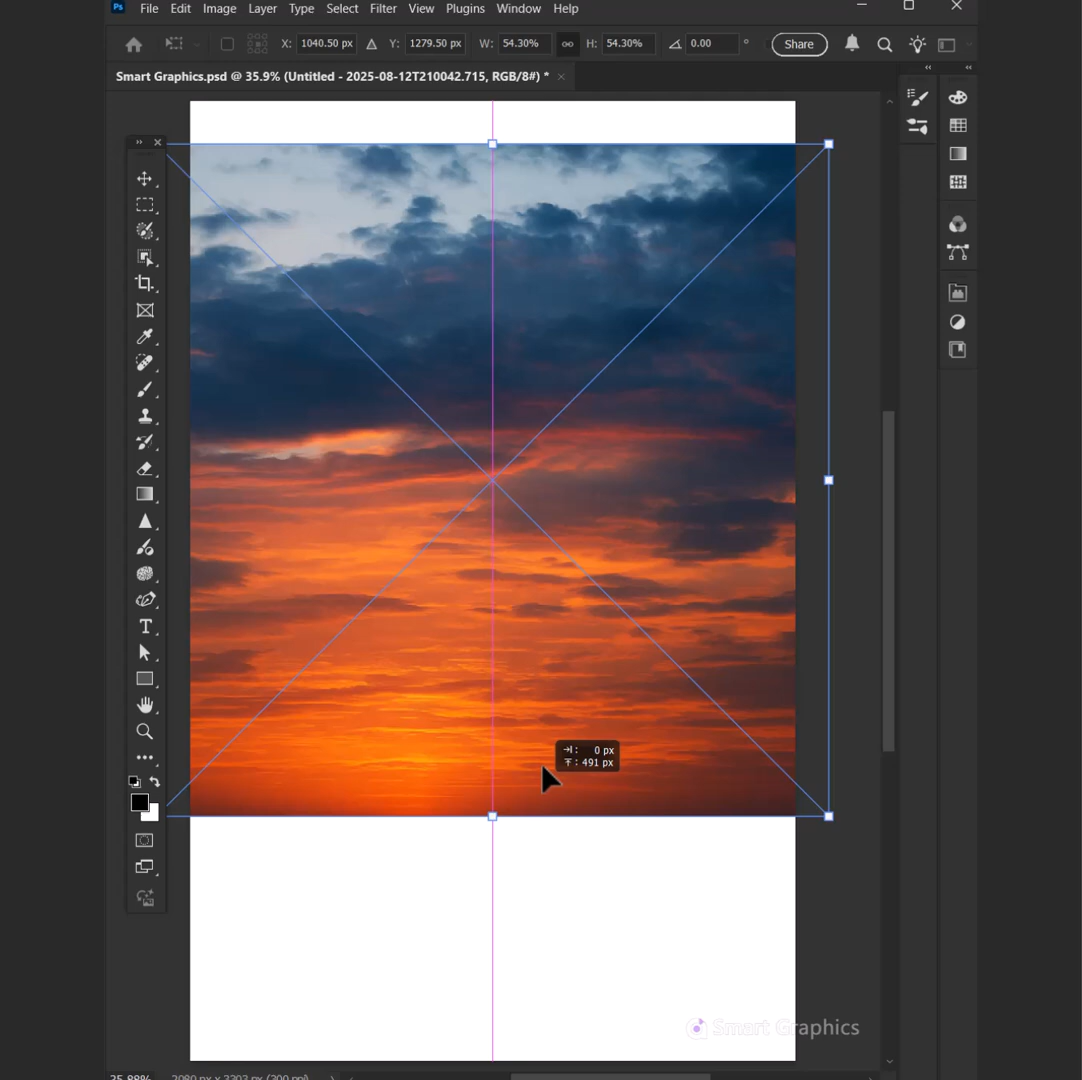 Ps File Edit Image Layer Type Select Filter View Plugins Window Help
X: 1040.50 px Y: 1279.50 px W: 54.30% H: 54.30% 0.00 ° Share
Smart Graphics.psd @ 35.9% (Untitled - 2025-08-12T210042.715, RGB/8#) * ×
T
: 0 px
: 491 px
Smart Graphics
35.88% 2080 px x 3303 px (300 ppi)